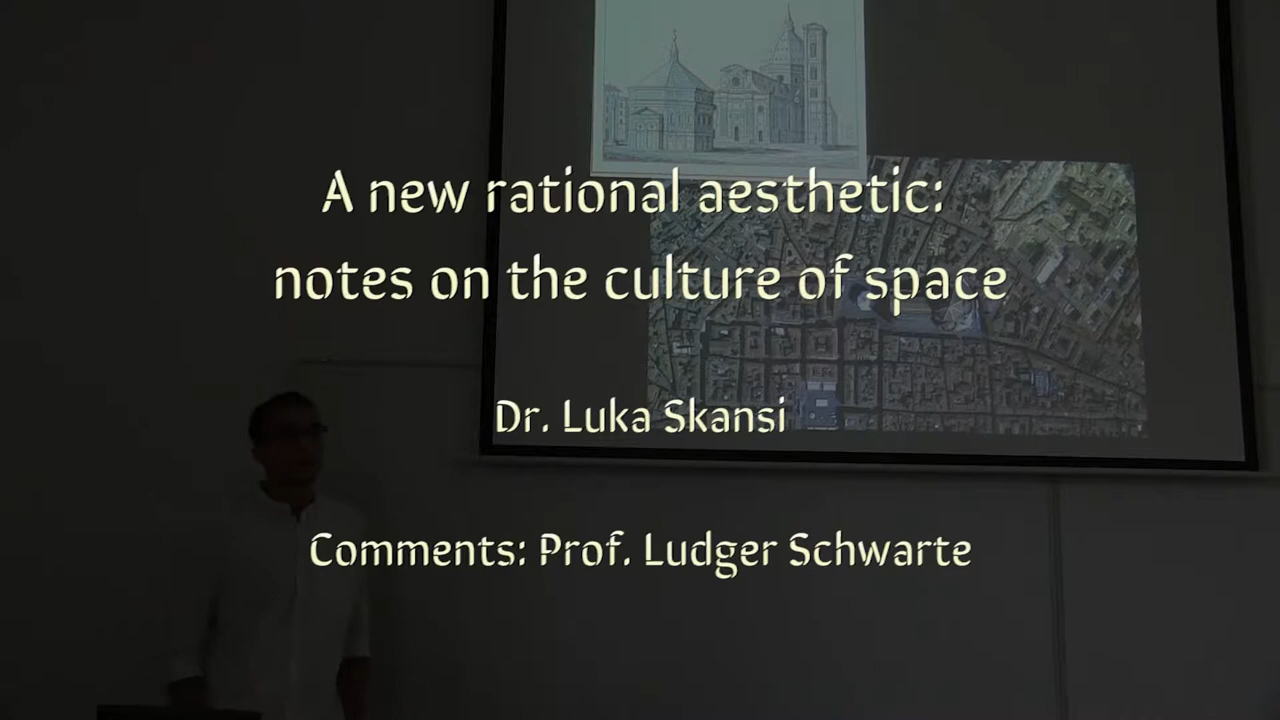 A new rational aesthetic:
notes on the culture of space
Dr. Luka Skansi
Comments: Prof. Ludger Schwarte